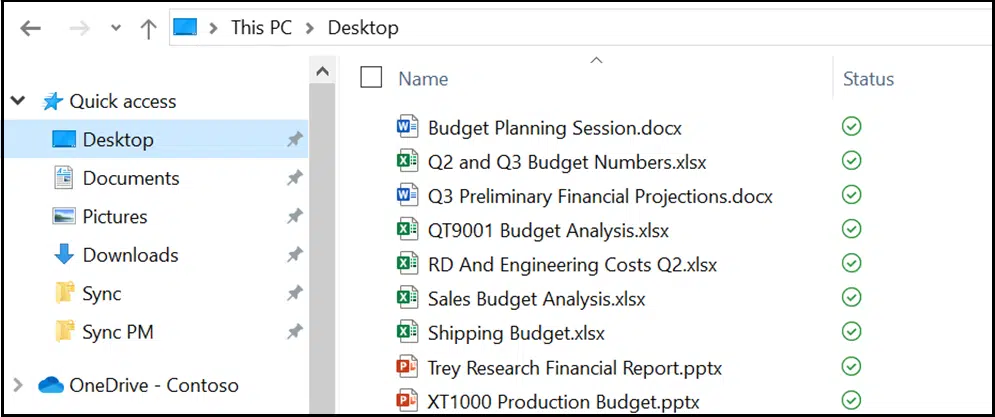 This PC > Desktop
Quick access
Desktop
Documents
Pictures
Downloads
Sync
Sync PM
OneDrive - Contoso
Name Status
Budget Planning Session.docx
Q2 and Q3 Budget Numbers.xlsx
Q3 Preliminary Financial Projections.docx
QT9001 Budget Analysis.xlsx
RD And Engineering Costs Q2.xlsx
Sales Budget Analysis.xlsx
Shipping Budget.xlsx
Trey Research Financial Report.pptx
XT1000 Production Budget.pptx